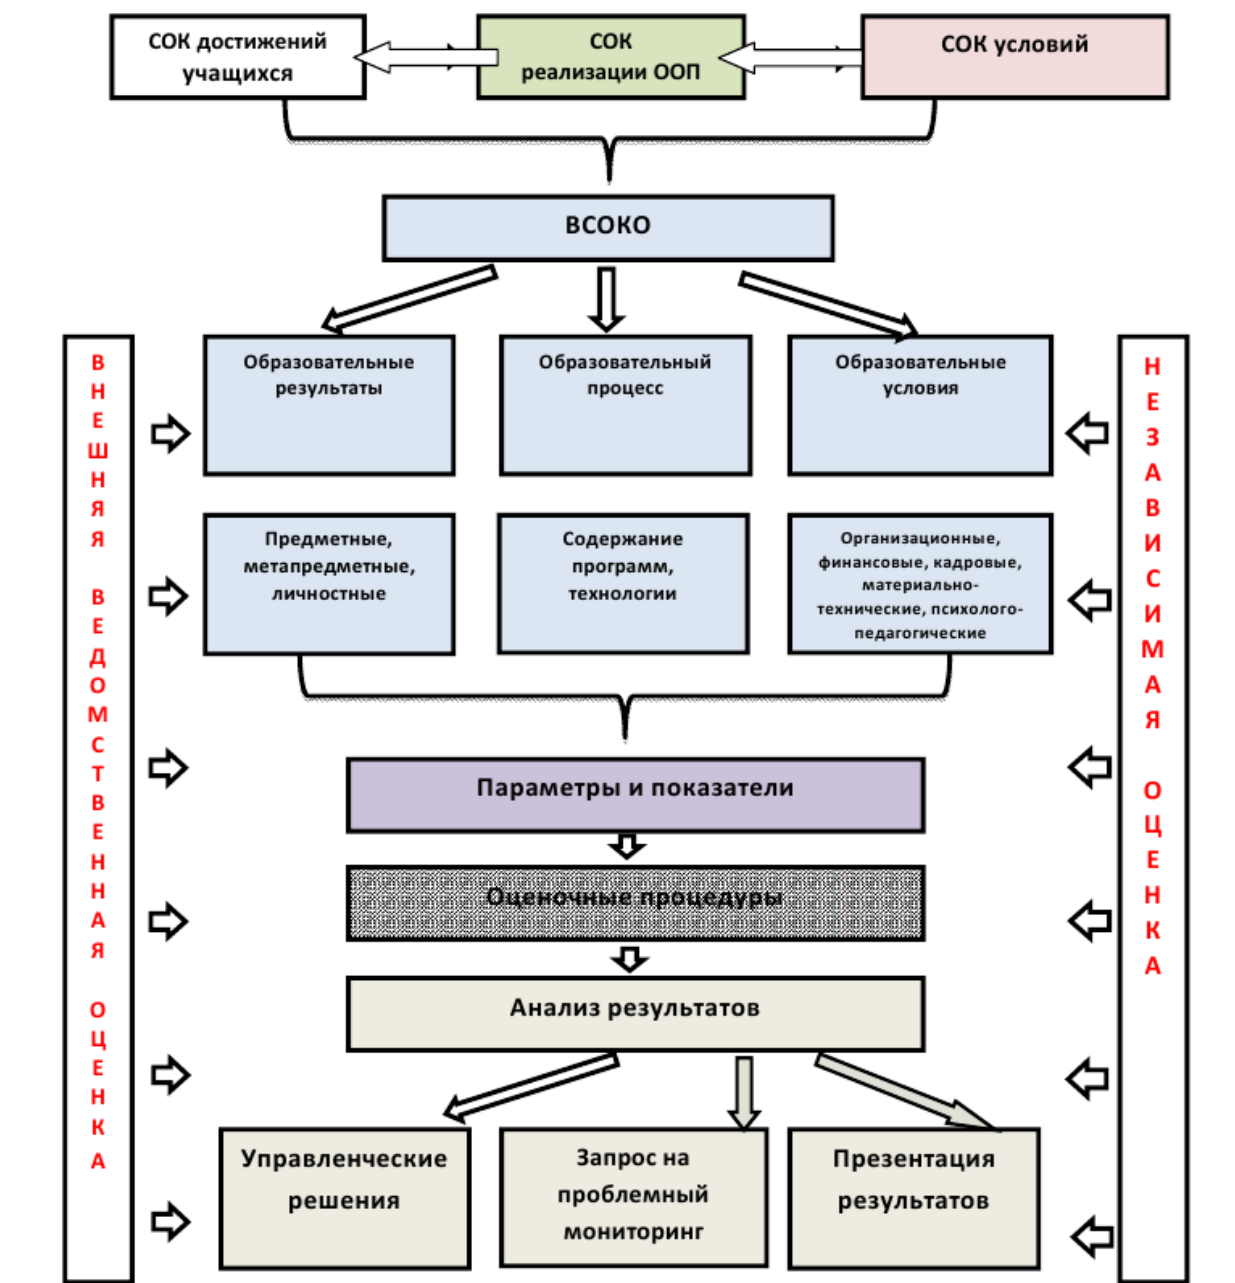 СОК достижений
учащихся
СОК
реализации ООП
СОК условий
ВСОКО
ВНЕШНЯЯ ВЕДОМСТВЕННАЯ ОЦЕНКА
Образовательные
результаты
Образовательный
процесс
Образовательные
условия
НЕЗАВИСИМАЯ ОЦЕНКА
Предметные,
метапредметные,
личностные
Содержание
программ,
технологии
Организационные,
финансовые, кадровые,
материально-
технические, психолого-
педагогические
Параметры и показатели
Оценочные процедуры
Анализ результатов
Управленческие
решения
Запрос на
проблемный
мониторинг
Презентация
результатов